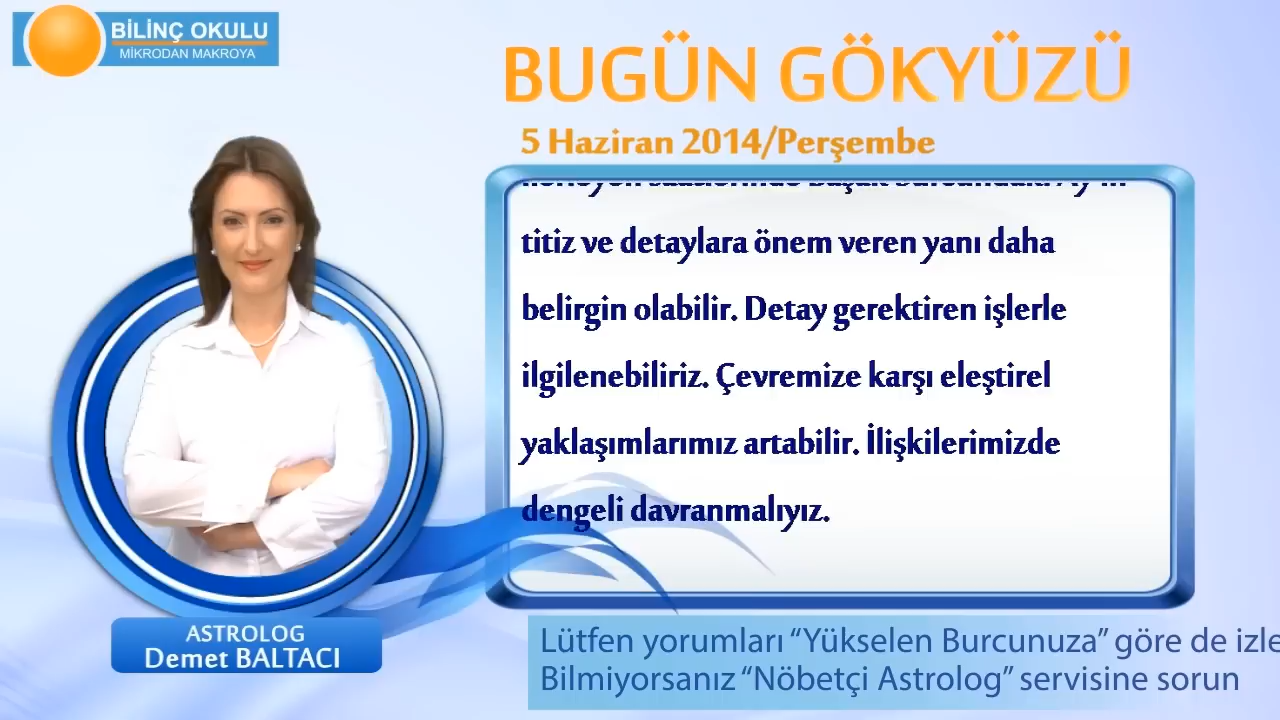 BİLİNÇ OKULU
MİKRODAN MAKROYA
BUGÜN GÖKYÜZÜ
5 Haziran 2014/Perşembe
titiz ve detaylara önem veren yanı daha
belirgin olabilir. Detay gerektiren işlerle
ilgilenebiliriz. Çevremize karşı eleştirel
yaklaşımlarımız artabilir. İlişkilerimizde
dengeli davranmalıyız.
ASTROLOG
Demet BALTACI
Lütfen yorumları “Yükselen Burcunuza” göre de izle
Bilmiyorsanız “Nöbetçi Astrolog” servisine sorun